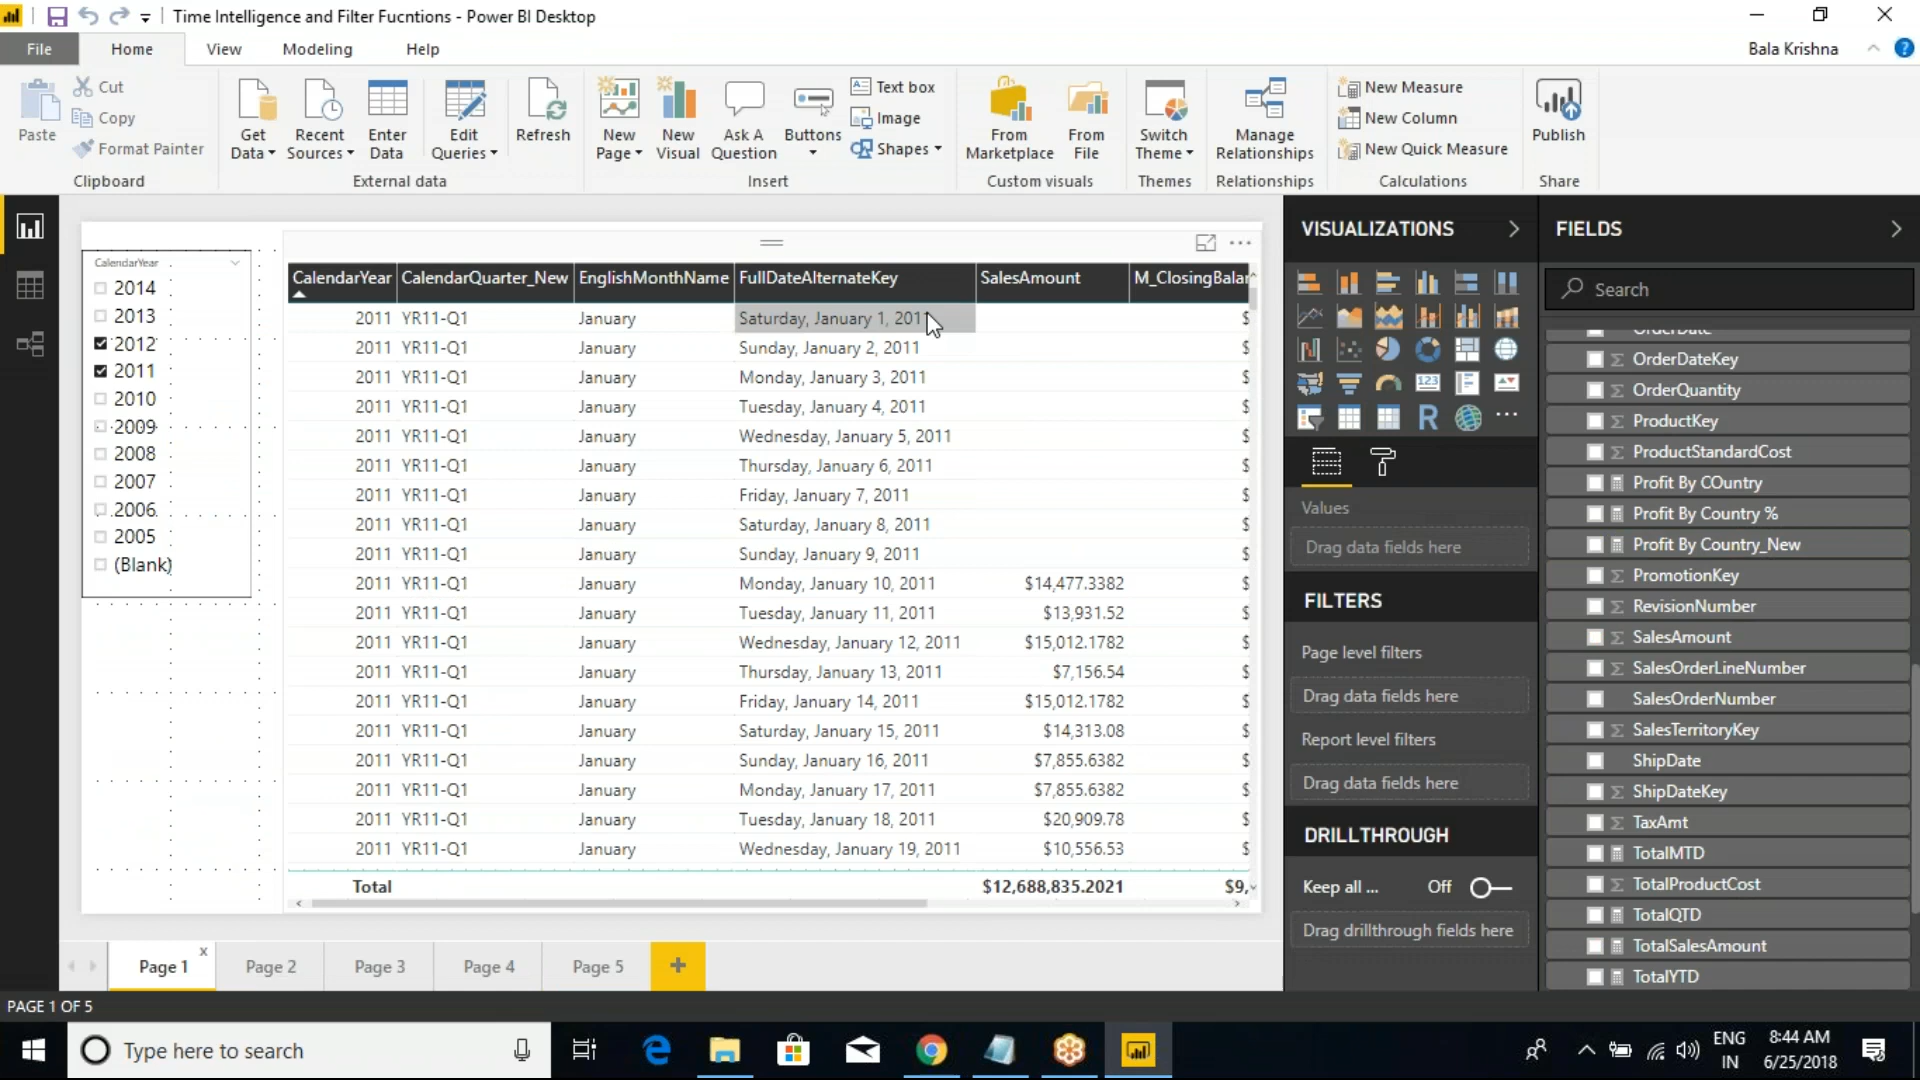 Time Intelligence and Filter Fucntions - Power BI Desktop
File
Home
View
Modeling
Help
Bala Krishna
Paste
Cut
Copy
Format Painter
Clipboard
Get Data
Recent Sources
Enter Data
Edit Queries
Refresh
External data
New Page
New Visual
Ask A Question
Buttons
Text box
Image
Shapes
Insert
From Marketplace
From File
Custom visuals
Switch Theme
Themes
Manage Relationships
Relationships
New Measure
New Column
New Quick Measure
Calculations
Publish
Share
CalendarYear
2014
2013
2012
2011
2010
2009
2008
2007
2006
2005
(Blank)
CalendarYear CalendarQuarter_New EnglishMonthName FullDateAlternateKey SalesAmount M_ClosingBalan
2011 YR11-Q1 January Saturday, January 1, 2011 $
2011 YR11-Q1 January Sunday, January 2, 2011 $
2011 YR11-Q1 January Monday, January 3, 2011 $
2011 YR11-Q1 January Tuesday, January 4, 2011 $
2011 YR11-Q1 January Wednesday, January 5, 2011 $
2011 YR11-Q1 January Thursday, January 6, 2011 $
2011 YR11-Q1 January Friday, January 7, 2011 $
2011 YR11-Q1 January Saturday, January 8, 2011 $
2011 YR11-Q1 January Sunday, January 9, 2011 $
2011 YR11-Q1 January Monday, January 10, 2011 $14,477.3382 $
2011 YR11-Q1 January Tuesday, January 11, 2011 $13,931.52 $
2011 YR11-Q1 January Wednesday, January 12, 2011 $15,012.1782 $
2011 YR11-Q1 January Thursday, January 13, 2011 $7,156.54 $
2011 YR11-Q1 January Friday, January 14, 2011 $15,012.1782 $
2011 YR11-Q1 January Saturday, January 15, 2011 $14,313.08 $
2011 YR11-Q1 January Sunday, January 16, 2011 $7,855.6382 $
2011 YR11-Q1 January Monday, January 17, 2011 $7,855.6382 $
2011 YR11-Q1 January Tuesday, January 18, 2011 $20,909.78 $
2011 YR11-Q1 January Wednesday, January 19, 2011 $10,556.53 $
Total $12,688,835.2021 $9,
VISUALIZATIONS
123
R
Values
Drag data fields here
FILTERS
Page level filters
Drag data fields here
Report level filters
Drag data fields here
DRILLTHROUGH
Keep all ... Off
Drag drillthrough fields here
FIELDS
Search
OrderDate
OrderDateKey
OrderQuantity
ProductKey
ProductStandardCost
Profit By COuntry
Profit By Country %
Profit By Country_New
PromotionKey
RevisionNumber
SalesAmount
SalesOrderLineNumber
SalesOrderNumber
SalesTerritoryKey
ShipDate
ShipDateKey
TaxAmt
TotalMTD
TotalProductCost
TotalQTD
TotalSalesAmount
TotalYTD
Page 1 x
Page 2
Page 3
Page 4
Page 5
+
PAGE 1 OF 5
Type here to search
ENG
IN
8:44 AM
6/25/2018